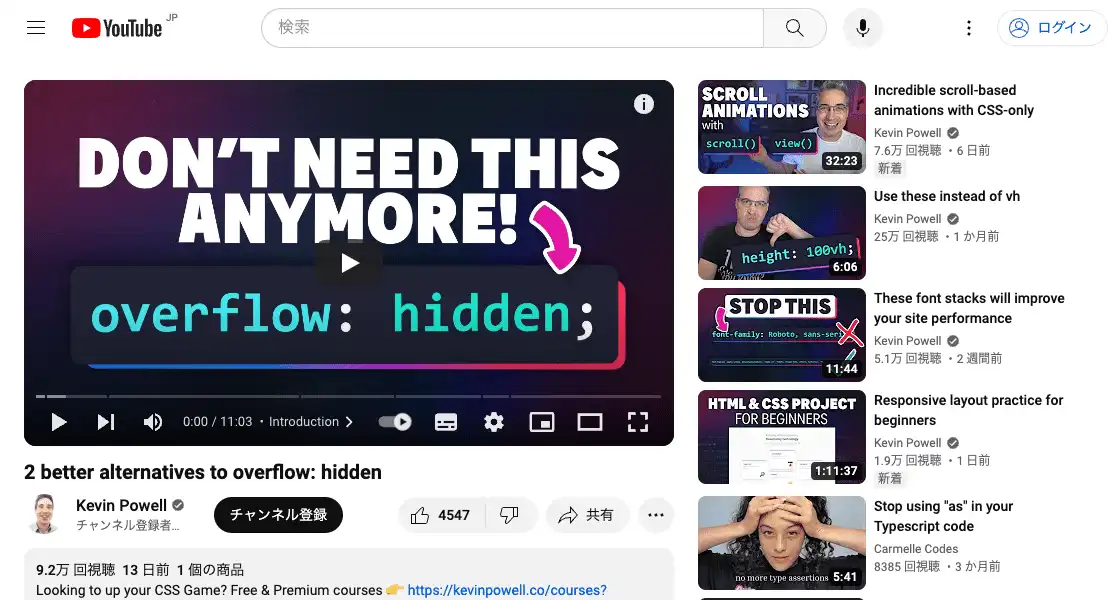 YouTube JP
検索
ログイン
DON'T NEED THIS
ANYMORE!
overflow: hidden;
0:00 / 11:03 • Introduction
2 better alternatives to overflow: hidden
Kevin Powell
チャンネル登録者…
チャンネル登録
4547
共有
9.2万 回視聴 13 日前 1 個の商品
Looking to up your CSS Game? Free & Premium courses 👉 https://kevinpowell.co/courses?
SCROLL
ANIMATIONS
with
scroll() view()
32:23
Incredible scroll-based
animations with CSS-only
Kevin Powell
7.6万 回視聴 • 6 日前
新着
height: 100vh;
6:06
Use these instead of vh
Kevin Powell
25万 回視聴 • 1 か月前
STOP THIS
font-family: Roboto, sans-seri
11:44
These font stacks will improve
your site performance
Kevin Powell
5.1万 回視聴 • 2 週間前
HTML & CSS PROJECT
FOR BEGINNERS
1:11:37
Responsive layout practice for
beginners
Kevin Powell
1.9万 回視聴 • 1 日前
新着
no more type assertions
5:41
Stop using "as" in your
Typescript code
Carmelle Codes
8385 回視聴 • 3 か月前